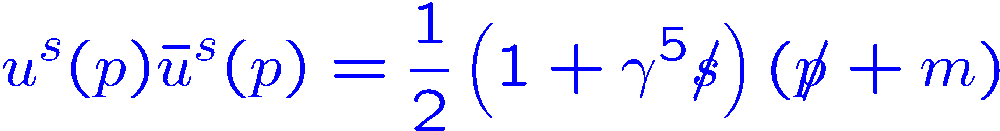 $u^s(p)\bar{u}^s(p) = \frac{1}{2}\left(1 + \gamma^5 \not{s}\right)(\not{p} + m)$